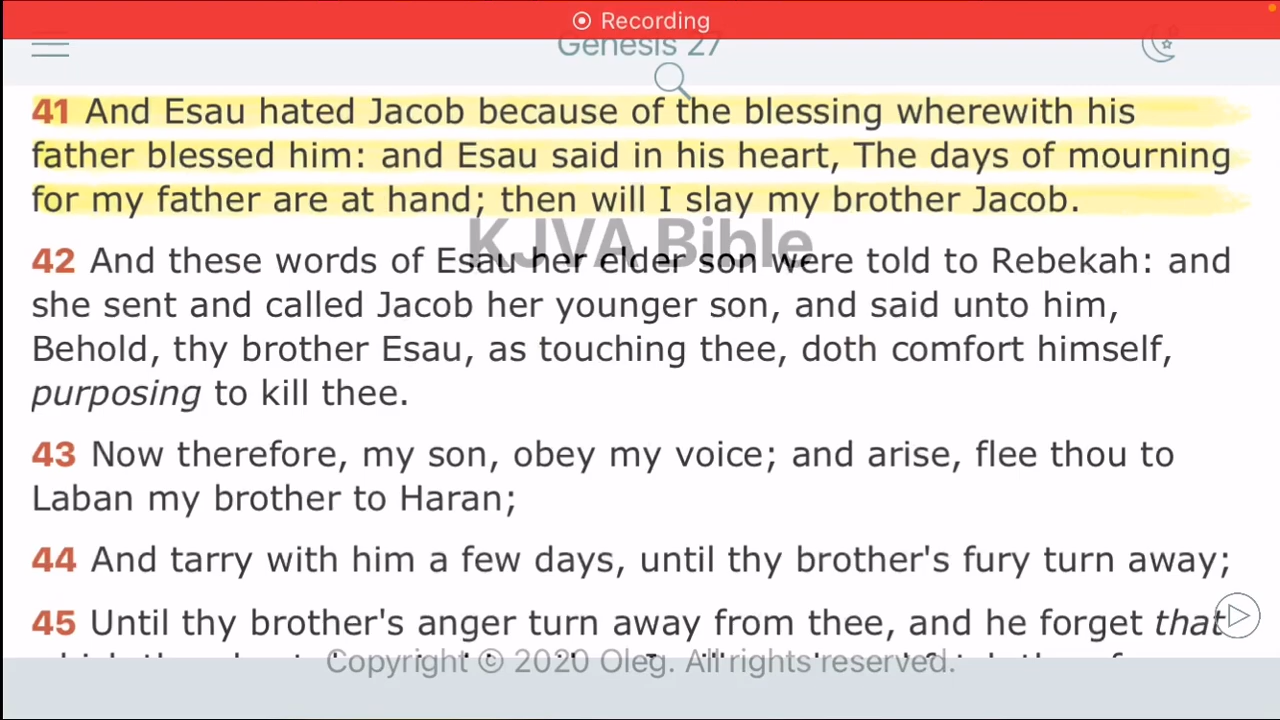 Recording
Genesis 27
41 And Esau hated Jacob because of the blessing wherewith his
father blessed him: and Esau said in his heart, The days of mourning
for my father are at hand; then will I slay my brother Jacob.
KJVA Bible
42 And these words of Esau her elder son were told to Rebekah: and
she sent and called Jacob her younger son, and said unto him,
Behold, thy brother Esau, as touching thee, doth comfort himself,
purposing to kill thee.
43 Now therefore, my son, obey my voice; and arise, flee thou to
Laban my brother to Haran;
44 And tarry with him a few days, until thy brother's fury turn away;
45 Until thy brother's anger turn away from thee, and he forget that
Copyright © 2020 Oleg. All rights reserved.